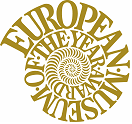 EUROPEAN · MUSEUM · OF · THE · YEAR · AWARD